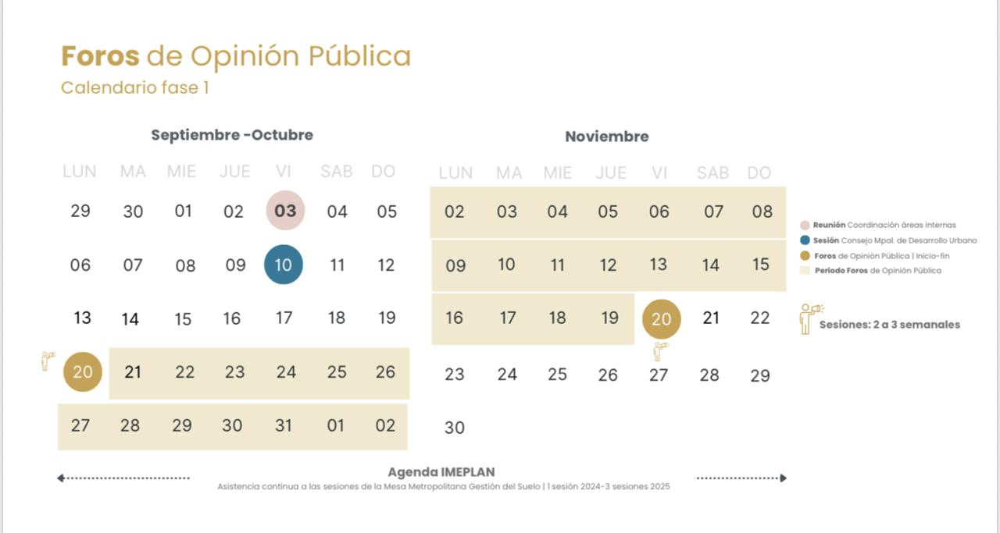 Foros de Opinión Pública
Calendario fase 1
Septiembre -Octubre
LUN MA MIE JUE VI SAB DO
29 30 01 02 03 04 05
06 07 08 09 10 11 12
13 14 15 16 17 18 19
20 21 22 23 24 25 26
27 28 29 30 31 01 02
Noviembre
LUN MA MIE JUE VI SAB DO
02 03 04 05 06 07 08
09 10 11 12 13 14 15
16 17 18 19 20 21 22
23 24 25 26 27 28 29
30
Reunión Coordinación áreas internas
Sesión Consejo Mpal. de Desarrollo Urbano
Foros de Opinión Pública | Inicio-fin
Periodo Foros de Opinión Pública
Sesiones: 2 a 3 semanales
Agenda IMEPLAN
Asistencia continua a las sesiones de la Mesa Metropolitana Gestión del Suelo | 1 sesión 2024-3 sesiones 2025